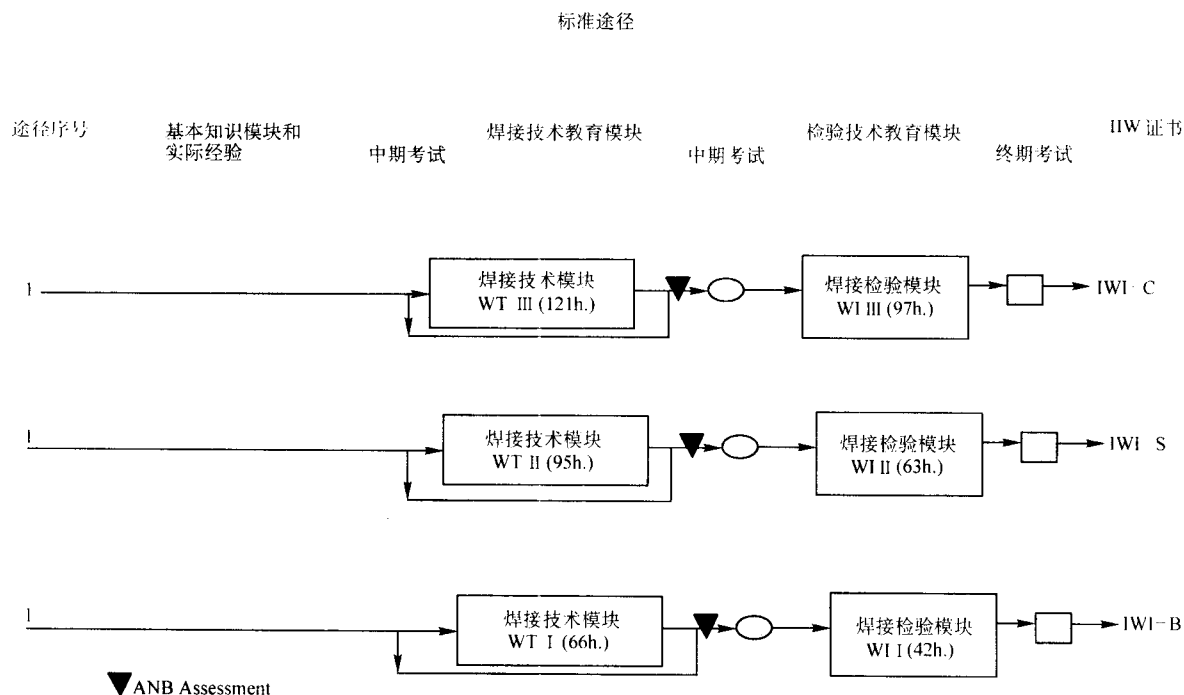 标准途径
途径序号
基本知识模块和
实际经验
中期考试
焊接技术教育模块
中期考试
检验技术教育模块
终期考试
IIW 证书
1
焊接技术模块
WT III (121h.)
焊接检验模块
WI III (97h.)
IWI-C
1
焊接技术模块
WT II (95h.)
焊接检验模块
WI II (63h.)
IWI S
1
焊接技术模块
WT I (66h.)
焊接检验模块
WI I (42h.)
IWI-B
ANB Assessment